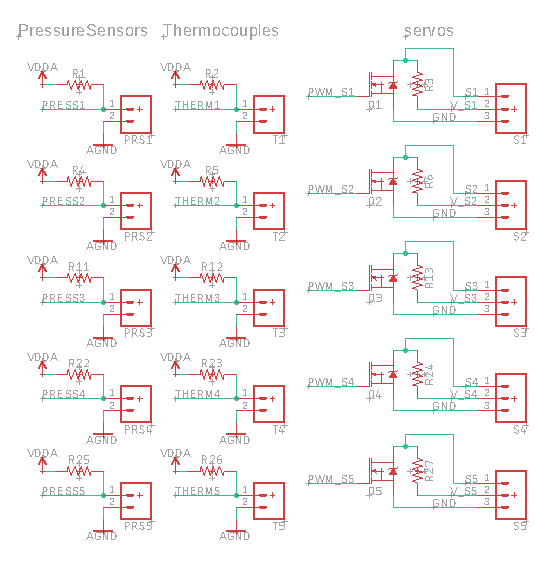 PressureSensors Thermocouples servos
VDDA R1 VDDA R2 R3
PRESS1 1 + 2 THERM1 1 + 2 PWM_S1 Q1 S1 1 V_S1 2 + GND 3
AGND PRS1 AGND T1 S1
VDDA R4 VDDA R5 R6
PRESS2 1 + 2 THERM2 1 + 2 PWM_S2 Q2 S2 1 V_S2 2 + GND 3
AGND PRS2 AGND T2 S2
VDDA R11 VDDA R12 R13
PRESS3 1 + 2 THERM3 1 + 2 PWM_S3 Q3 S3 1 V_S3 2 + GND 3
AGND PRS3 AGND T3 S3
VDDA R22 VDDA R23 R24
PRESS4 1 + 2 THERM4 1 + 2 PWM_S4 Q4 S4 1 V_S4 2 + GND 3
AGND PRS4 AGND T4 S4
VDDA R25 VDDA R26 R27
PRESS5 1 + 2 THERM5 1 + 2 PWM_S5 Q5 S5 1 V_S5 2 + GND 3
AGND PRS5 AGND T5 S5